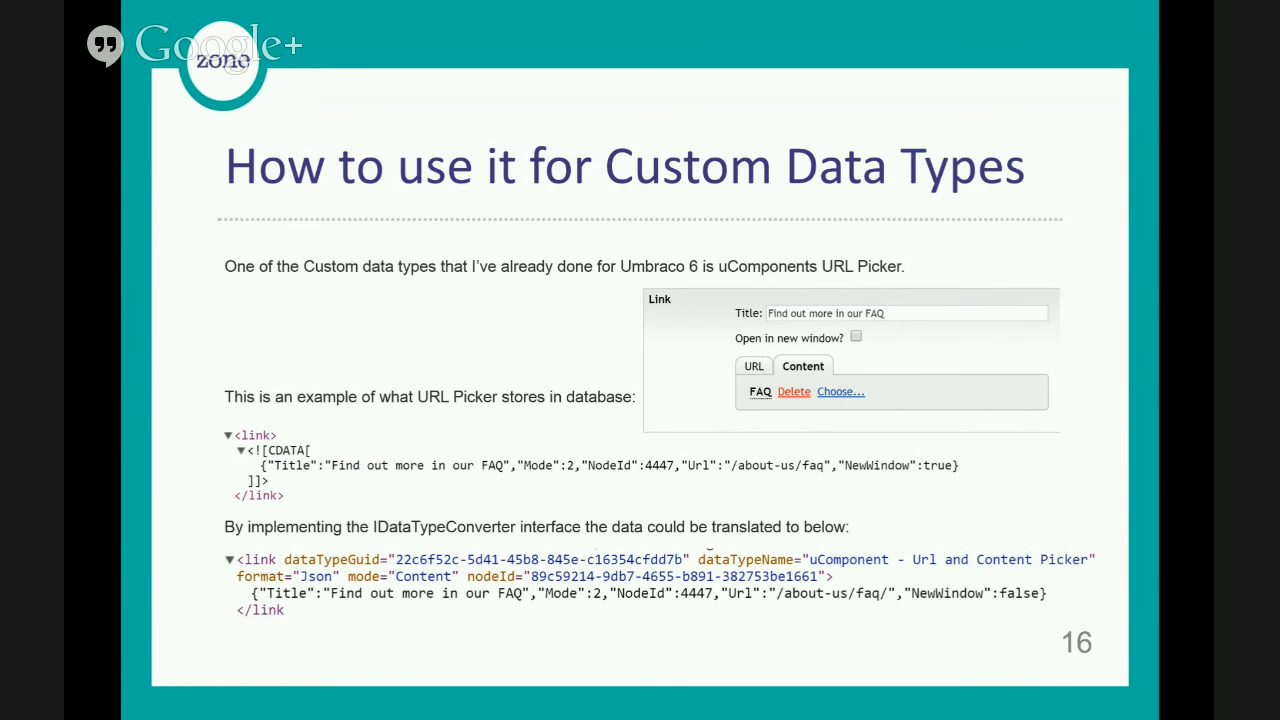 Google+
zone
How to use it for Custom Data Types
One of the Custom data types that I've already done for Umbraco 6 is uComponents URL Picker.
Link
Title: Find out more in our FAQ
Open in new window?
URL Content
FAQ Delete Choose...
This is an example of what URL Picker stores in database:
<link>
<![CDATA[
{"Title":"Find out more in our FAQ","Mode":2,"NodeId":4447,"Url":"/about-us/faq","NewWindow":true}
]]>
</link>
By implementing the IDataTypeConverter interface the data could be translated to below:
<link dataTypeGuid="22c6f52c-5d41-45b8-845e-c16354cfdd7b" dataTypeName="uComponent - Url and Content Picker"
format="Json" mode="Content" nodeId="89c59214-9db7-4655-b891-382753be1661">
{"Title":"Find out more in our FAQ","Mode":2,"NodeId":4447,"Url":"/about-us/faq/","NewWindow":false}
</link
16